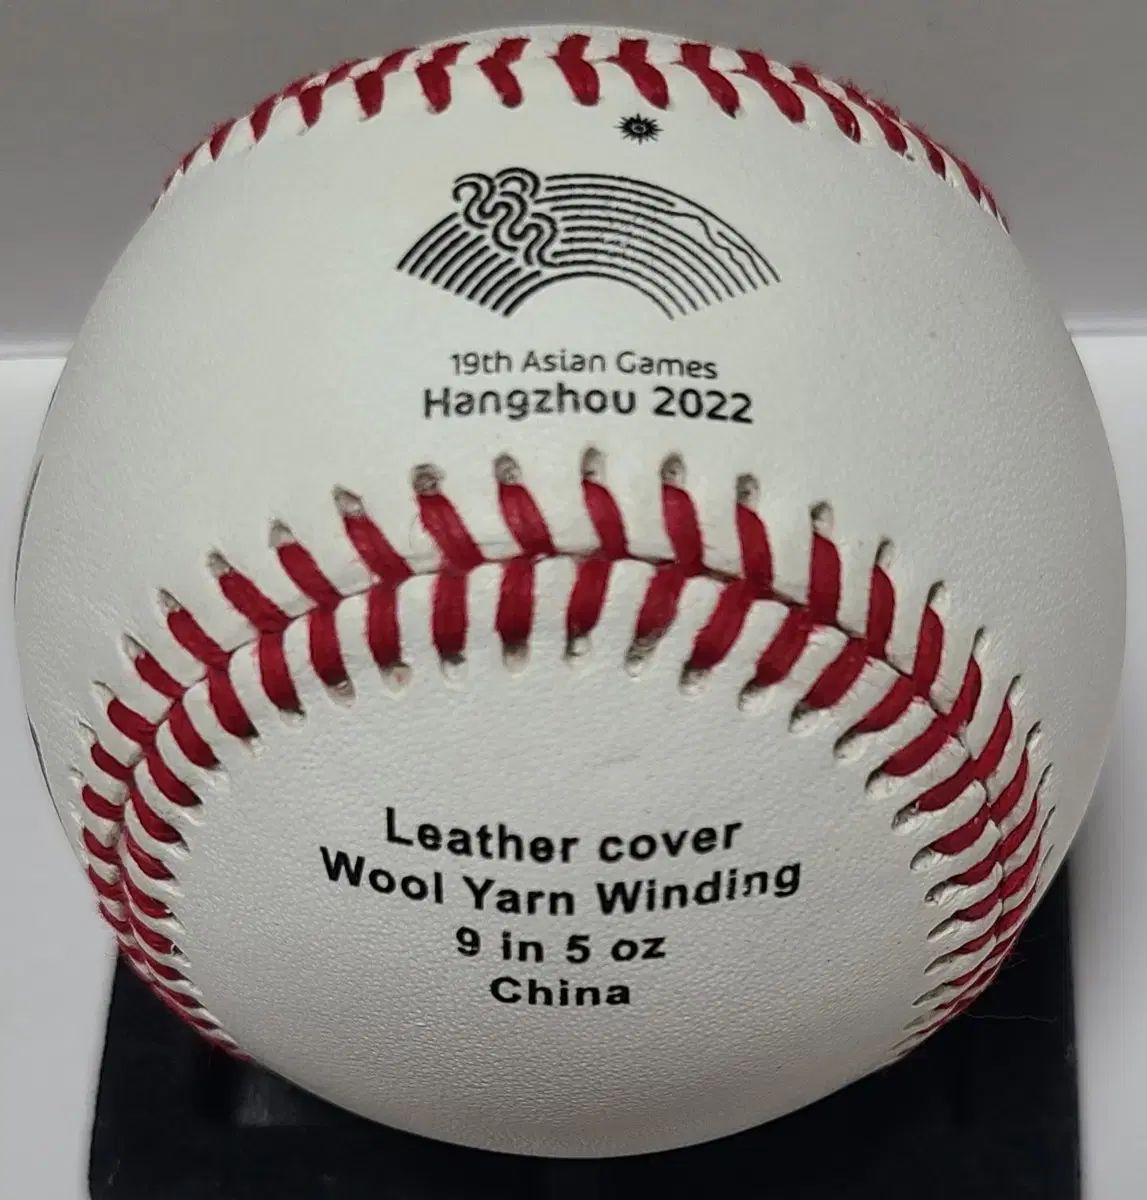 19th Asian Games
Hangzhou 2022
Leather cover
Wool Yarn Winding
9 in 5 oz
China